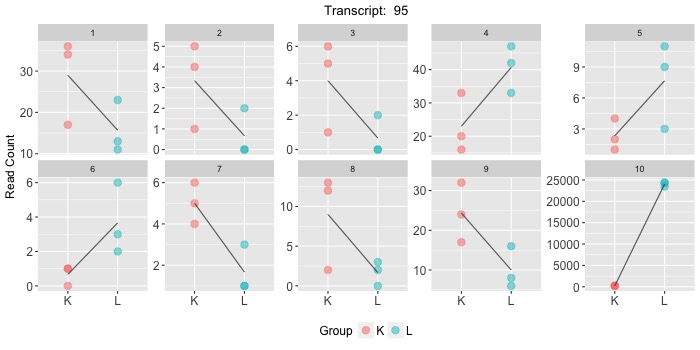 Transcript: 95
1 2 3 4 5
30 20 10
5 4 3 2 1 0
6 4 2 0
40 30 20
9 6 3
Read Count
6 7 8 9 10
6 4 2 0
6 4 2
10 5 0
30 20 10
25000 20000 15000 10000 5000 0
K L K L K L K L K L
Group K L